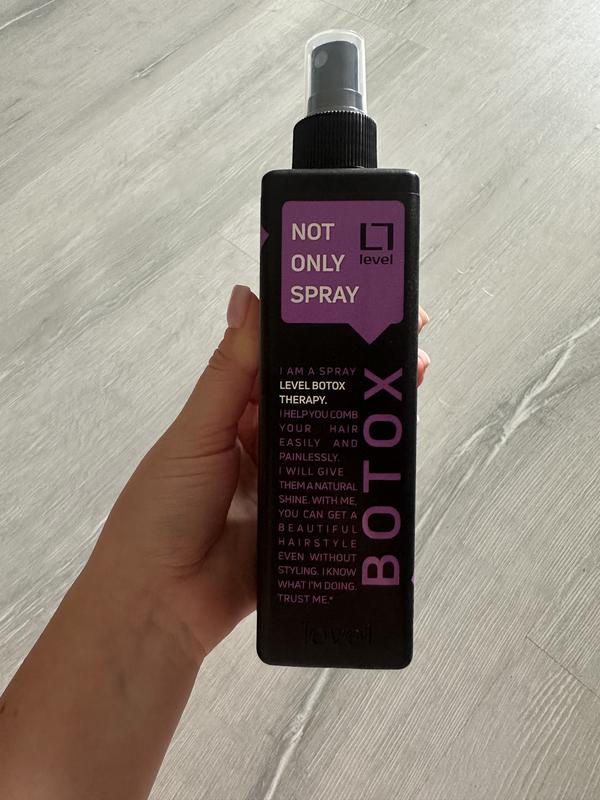 NOT
ONLY
SPRAY
level
I AM A SPRAY
LEVEL BOTOX
THERAPY.
I HELP YOU COMB
YOUR HAIR
EASILY AND
PAINLESSLY.
I WILL GIVE
THEM A NATURAL
SHINE. WITH ME,
YOU CAN GET A
BEAUTIFUL
HAIRSTYLE
EVEN WITHOUT
STYLING. I KNOW
WHAT I'M DOING.
TRUST ME.*
BOTOX
level